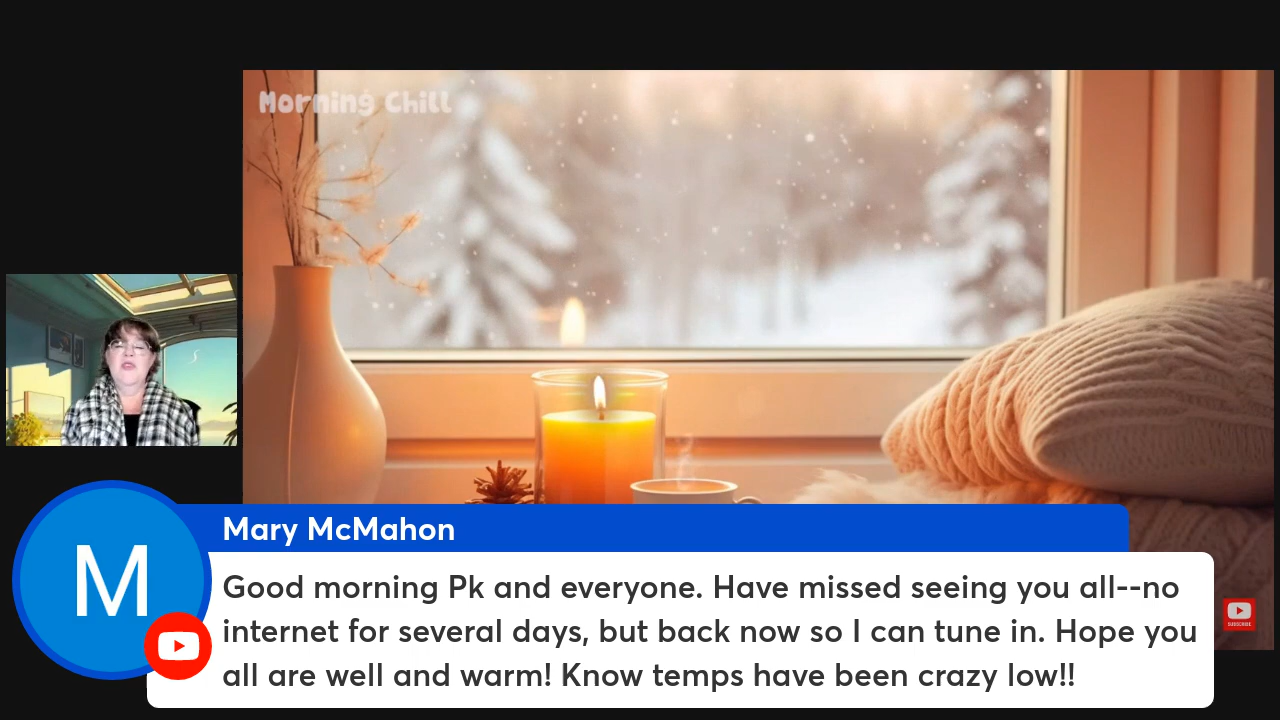 Morning Chill
Mary McMahon
M
Good morning Pk and everyone. Have missed seeing you all--no
internet for several days, but back now so I can tune in. Hope you
all are well and warm! Know temps have been crazy low!!
SUBSCRIBE